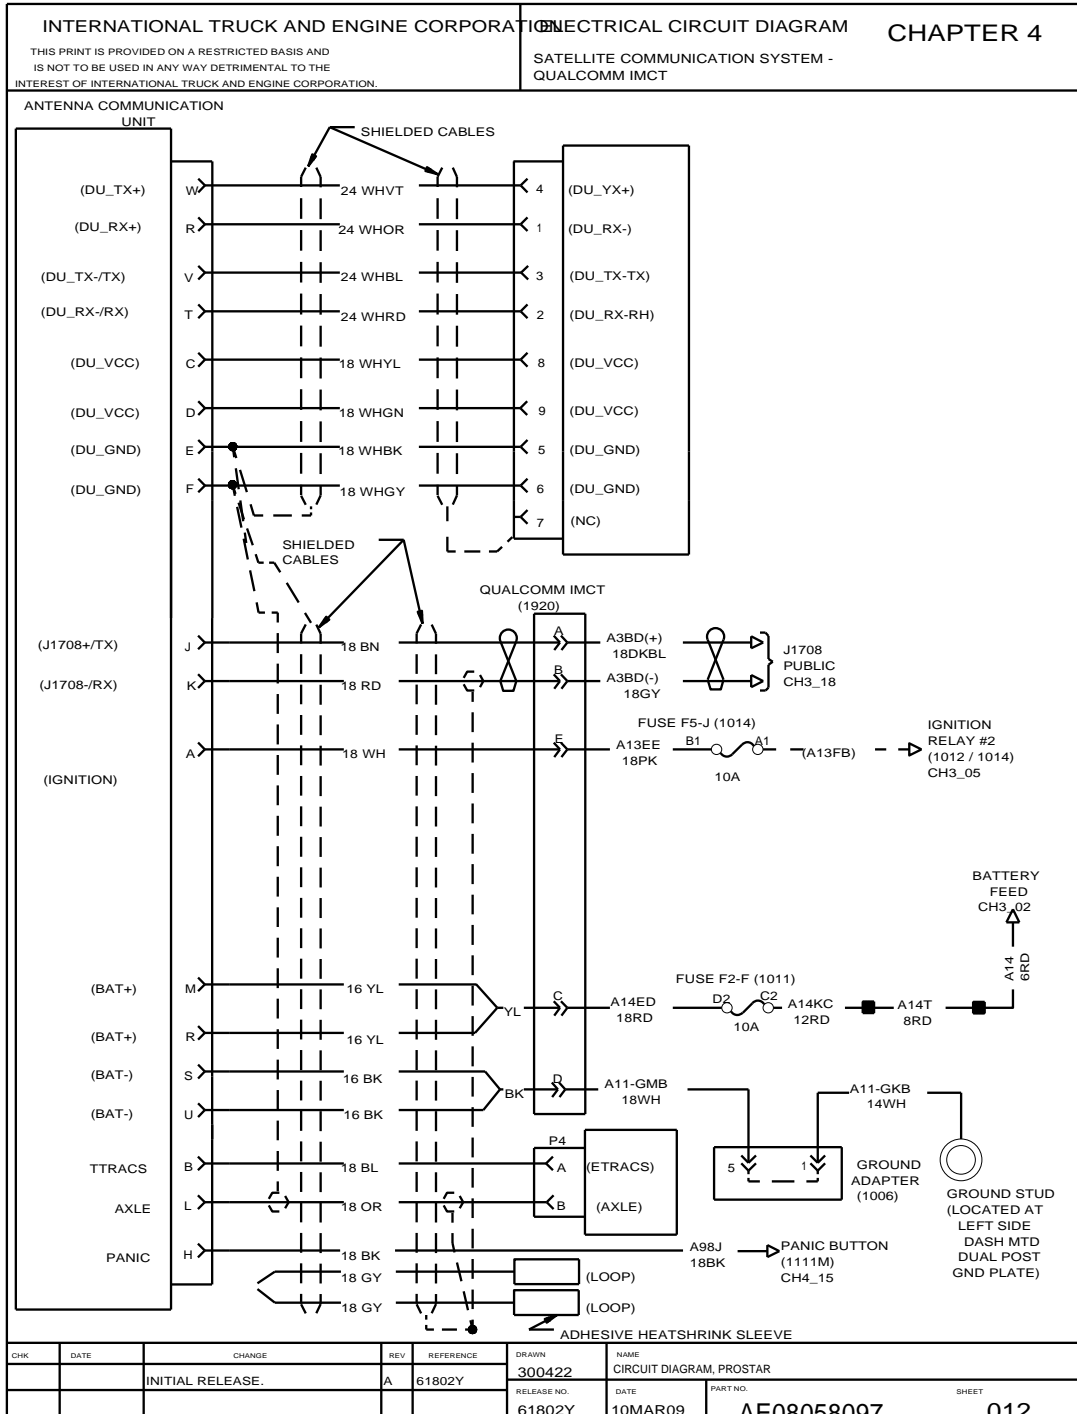 INTERNATIONAL TRUCK AND ENGINE CORPORATION
THIS PRINT IS PROVIDED ON A RESTRICTED BASIS AND
IS NOT TO BE USED IN ANY WAY DETRIMENTAL TO THE
INTEREST OF INTERNATIONAL TRUCK AND ENGINE CORPORATION.
ELECTRICAL CIRCUIT DIAGRAM
SATELLITE COMMUNICATION SYSTEM -
QUALCOMM IMCT
CHAPTER 4
ANTENNA COMMUNICATION
UNIT
SHIELDED CABLES
(DU_TX+) W 24 WHVT 4 (DU_YX+)
(DU_RX+) R 24 WHOR 1 (DU_RX-)
(DU_TX-/TX) V 24 WHBL 3 (DU_TX-TX)
(DU_RX-/RX) T 24 WHRD 2 (DU_RX-RH)
(DU_VCC) C 18 WHYL 8 (DU_VCC)
(DU_VCC) D 18 WHGN 9 (DU_VCC)
(DU_GND) E 18 WHBK 5 (DU_GND)
(DU_GND) F 18 WHGY 6 (DU_GND)
7 (NC)
SHIELDED
CABLES
QUALCOMM IMCT
(1920)
(J1708+/TX) J 18 BN A A3BD(+)
18DKBL
(J1708-/RX) K 18 RD B A3BD(-)
18GY
J1708
PUBLIC
CH3_18
A 18 WH E A13EE
18PK
FUSE F5-J (1014)
B1 A1
10A
(A13FB)
IGNITION
RELAY #2
(1012 / 1014)
CH3_05
(IGNITION)
BATTERY
FEED
CH3_02
A14
6RD
(BAT+) M 16 YL
(BAT+) R 16 YL
YL C A14ED
18RD
FUSE F2-F (1011)
D2 C2
10A
A14KC
12RD
A14T
8RD
(BAT-) S 16 BK
(BAT-) U 16 BK
BK D A11-GMB
18WH
A11-GKB
14WH
5 1
GROUND
ADAPTER
(1006)
GROUND STUD
(LOCATED AT
LEFT SIDE
DASH MTD
DUAL POST
GND PLATE)
P4
TTRACS B 18 BL A (ETRACS)
AXLE L 18 OR B (AXLE)
PANIC H 18 BK A98J
18BK
PANIC BUTTON
(1111M)
CH4_15
18 GY (LOOP)
18 GY (LOOP)
ADHESIVE HEATSHRINK SLEEVE
CHK DATE CHANGE REV REFERENCE
INITIAL RELEASE. A 61802Y
DRAWN
300422
NAME
CIRCUIT DIAGRAM, PROSTAR
RELEASE NO.
61802Y
DATE
10MAR09
PART NO.
AE08058097
SHEET
012